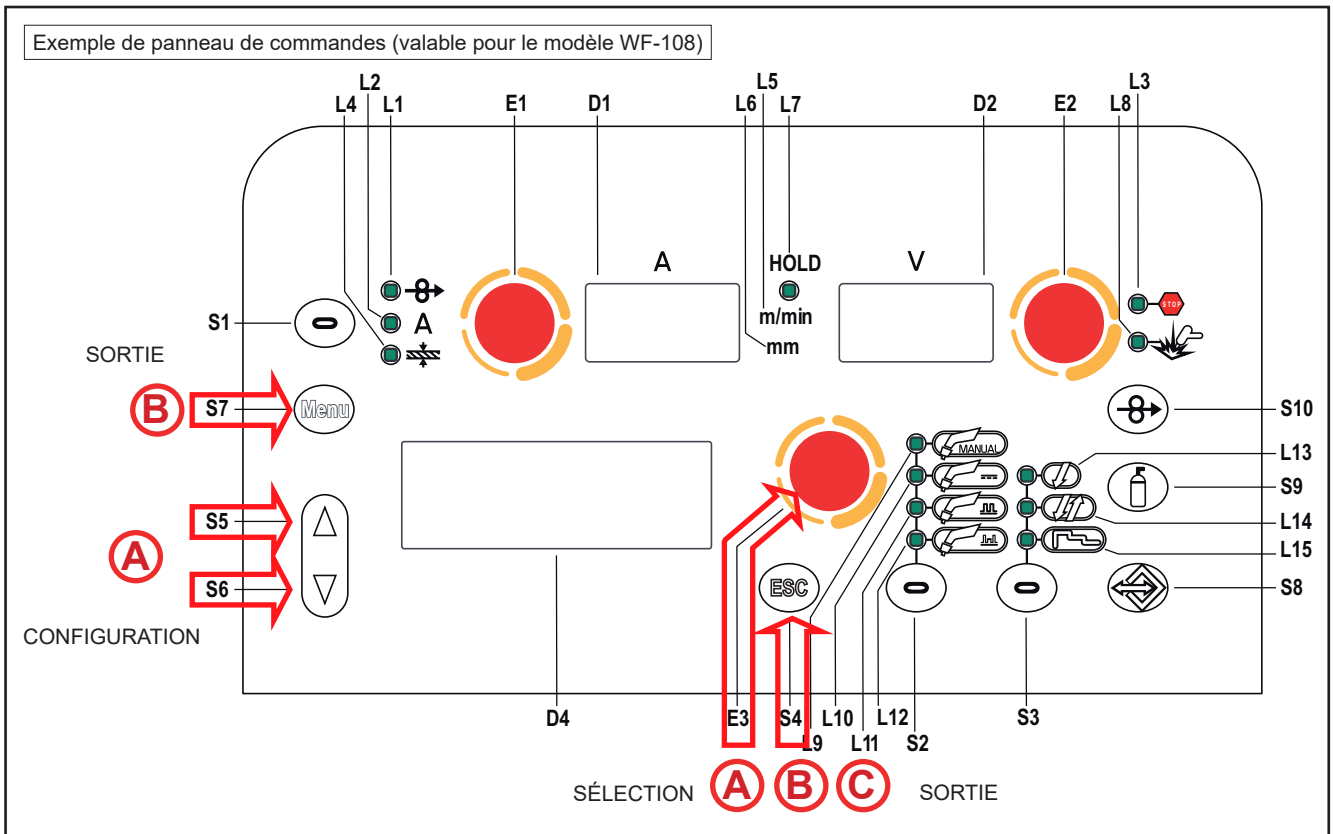 Exemple de panneau de commandes (valable pour le modèle WF-108)
L2 L5 L3
L4 L1 E1 D1 L6 L7 D2 E2 L8
A HOLD V
STOP
S1 A m/min
mm
SORTIE
B S7 Menu S10
MANUAL L13
S5 S9
L14
A L15
S6 ESC S8
CONFIGURATION
D4 E3 S4 L10 L12 S3
L9 L11 S2
SÉLECTION A B C SORTIE